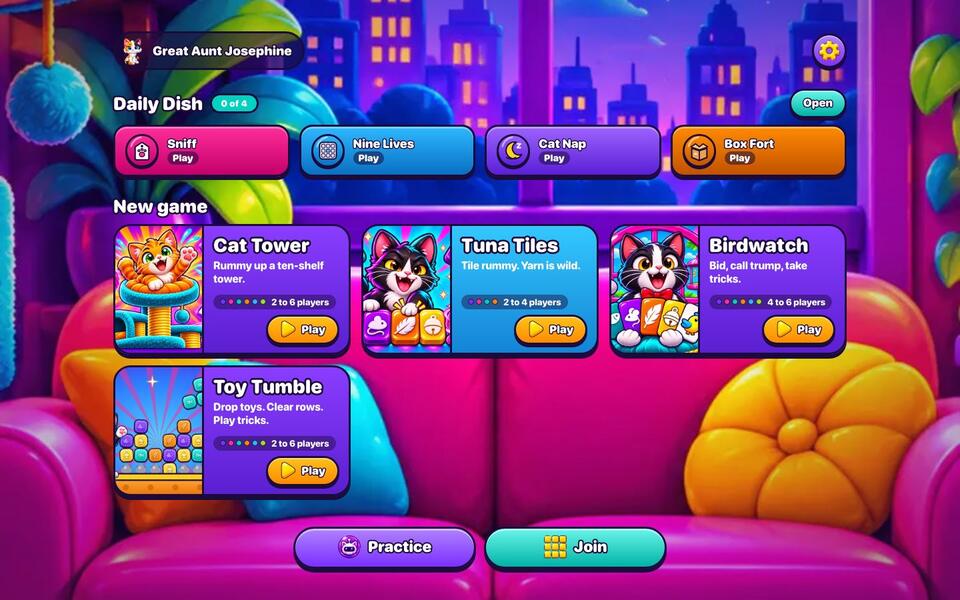 Great Aunt Josephine
Daily Dish
0 of 4
Open
Sniff
Play
Nine Lives
Play
Cat Nap
Play
Box Fort
Play
New game
Cat Tower
Rummy up a ten-shelf
tower.
2 to 6 players
Play
Tuna Tiles
Tile rummy. Yarn is wild.
2 to 4 players
Play
Birdwatch
Bid, call trump, take
tricks.
4 to 6 players
Play
Toy Tumble
Drop toys. Clear rows.
Play tricks.
2 to 6 players
Play
Practice
Join